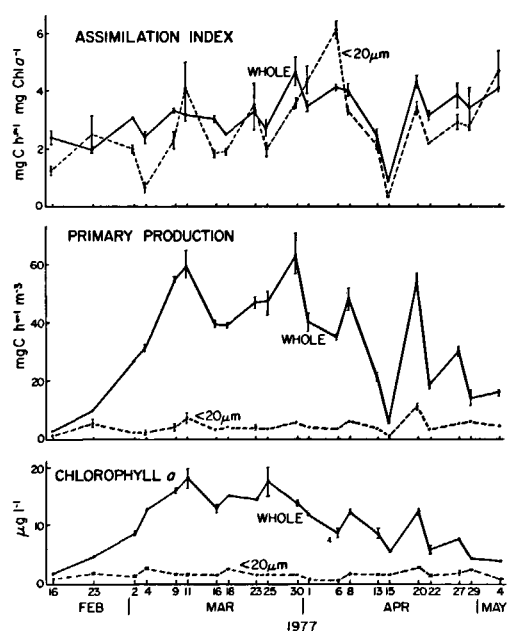 ASSIMILATION INDEX
<20μm
WHOLE
mg C h⁻¹ mg Chl a⁻¹
6
4
2
0
PRIMARY PRODUCTION
WHOLE
<20μm
mgC h⁻¹ m⁻³
60
40
20
0
CHLOROPHYLL a
WHOLE
<20μm
μg l⁻¹
20
10
0
16 23 2 4 9 11 16 18 23 25 30 1 6 8 13 15 20 22 27 29 4
FEB MAR APR MAY
1977